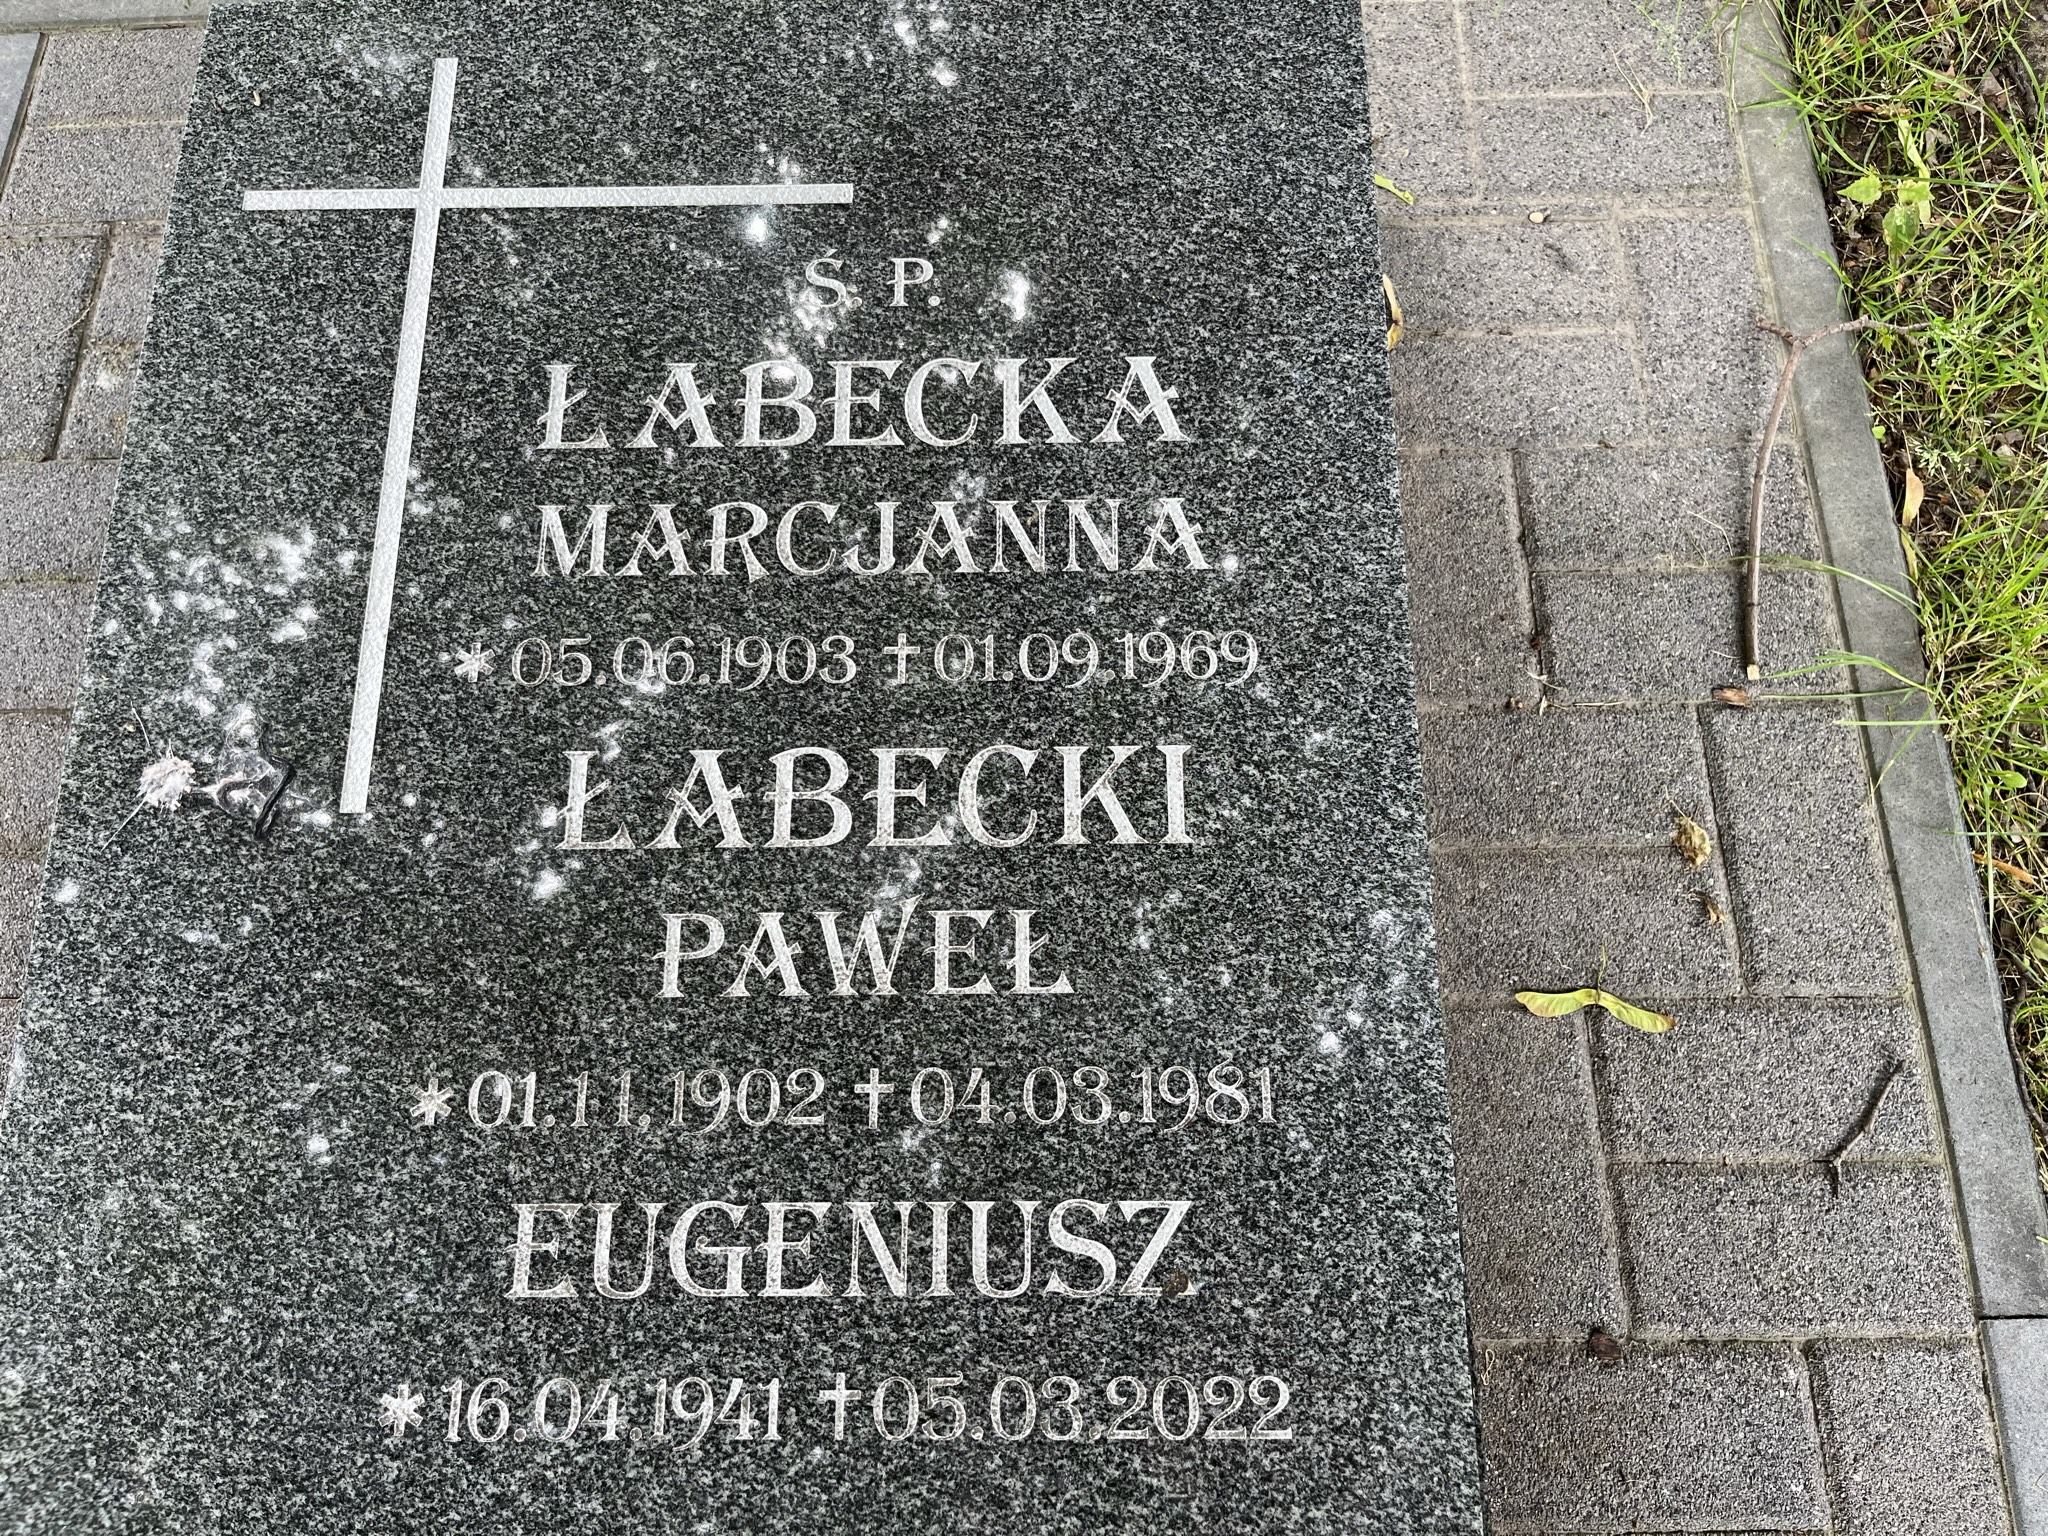 Ś. P.
ŁABECKA
MARCJANNA
*05.06.1903 †01.09.1969
ŁABECKI
PAWEŁ
*01.11.1902 †04.03.1981
EUGENIUSZ
*16.04.1941 †05.03.2022